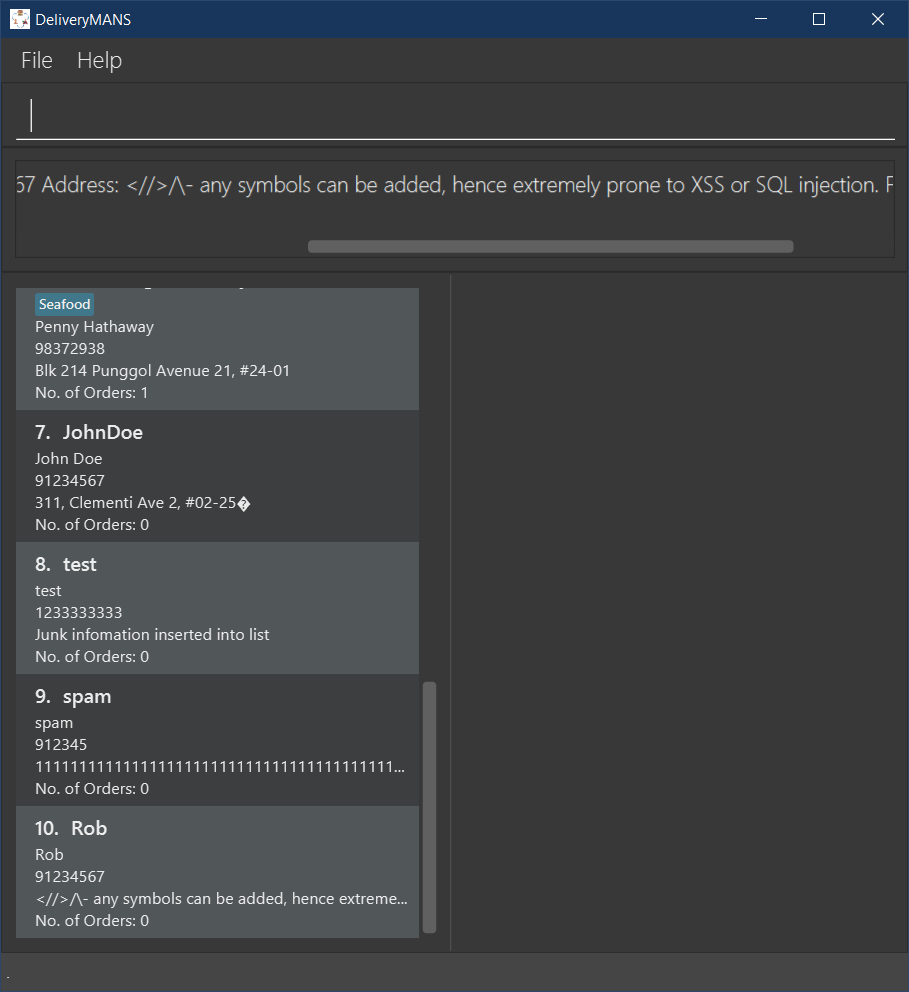 DeliveryMANS
File Help
67 Address: <//>/\- any symbols can be added, hence extremely prone to XSS or SQL injection.
Seafood
Penny Hathaway
98372938
Blk 214 Punggol Avenue 21, #24-01
No. of Orders: 1
7. JohnDoe
John Doe
91234567
311, Clementi Ave 2, #02-25�
No. of Orders: 0
8. test
test
1233333333
Junk infomation inserted into list
No. of Orders: 0
9. spam
spam
912345
11111111111111111111111111111111111111111...
No. of Orders: 0
10. Rob
Rob
91234567
<//>/\- any symbols can be added, hence extreme...
No. of Orders: 0
.